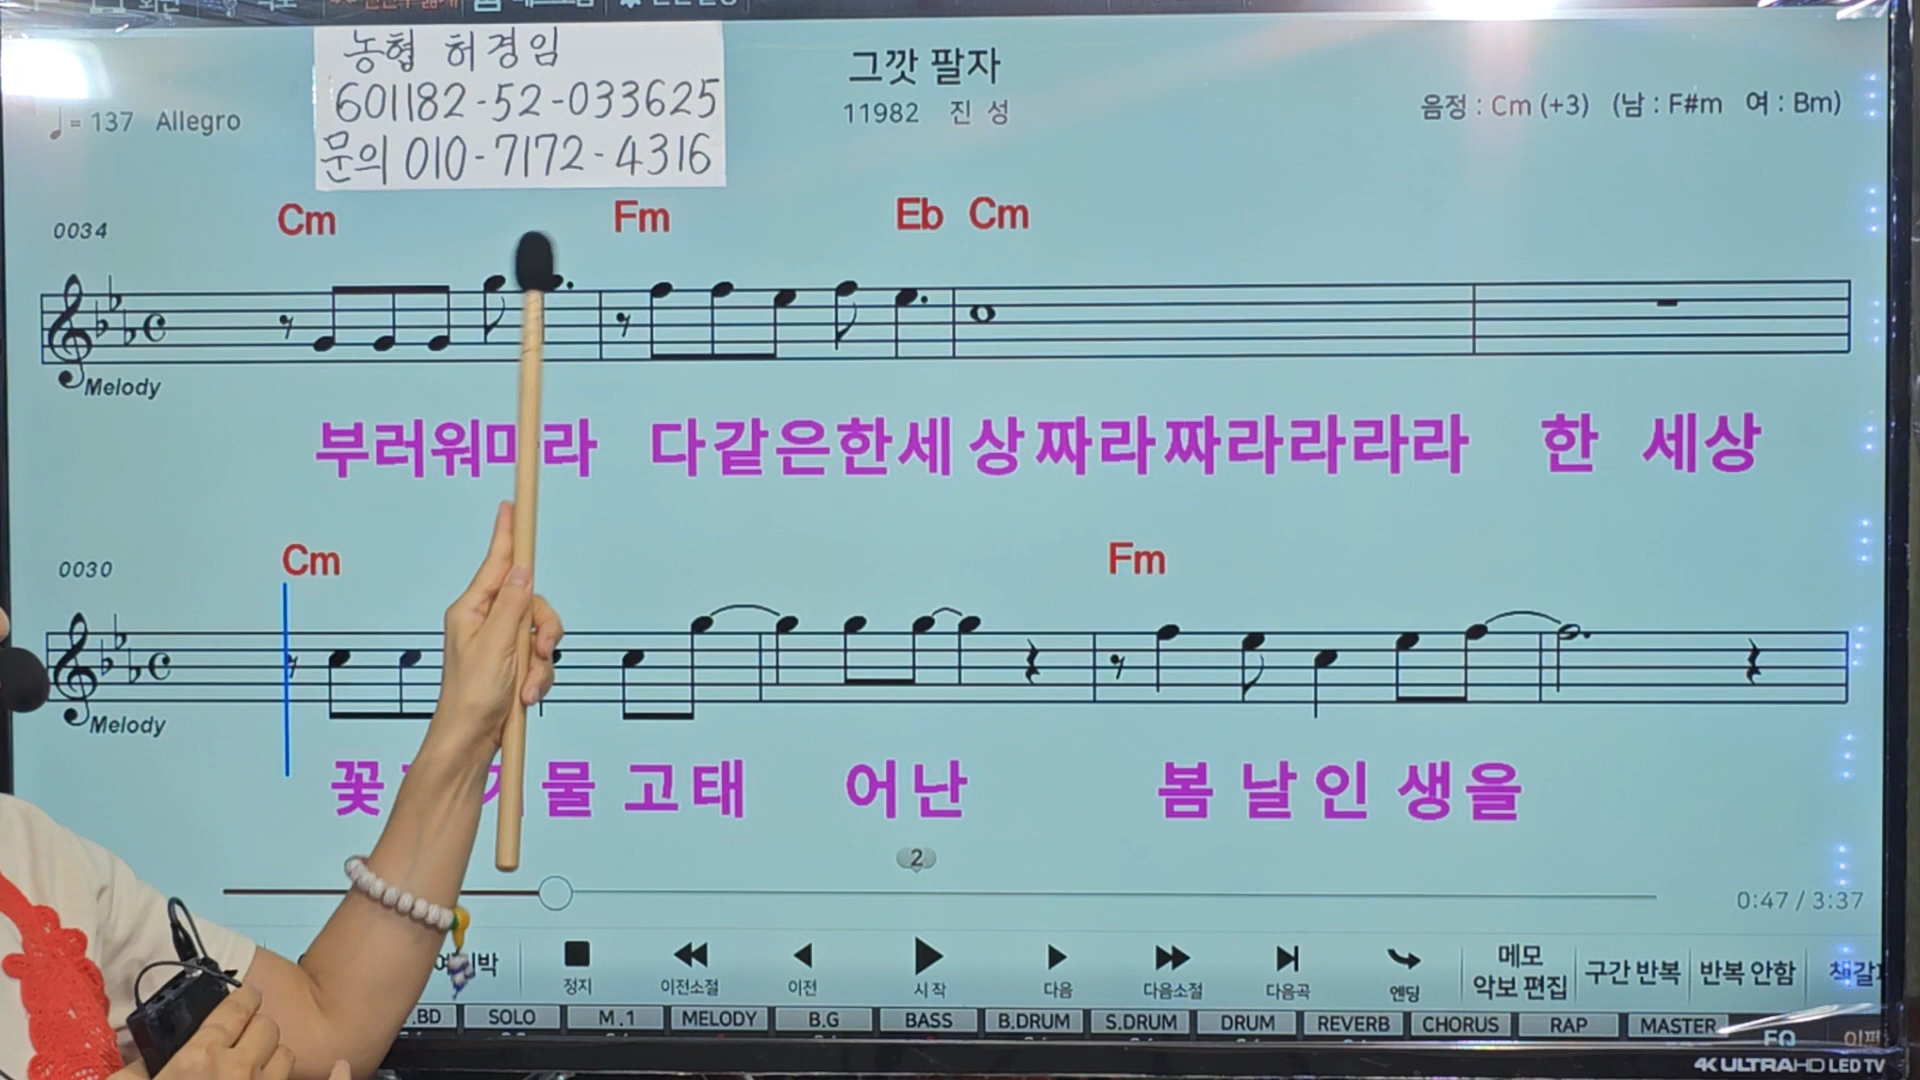 농협 허경임
601182-52-033625
문의 010-7172-4316
그깟 팔자
11982 진 성
= 137 Allegro
음정 : Cm (+3) (남 : F#m 여 : Bm)
0034
Cm Fm Eb Cm
Melody
부러워마라 다같은한세상짜라짜라라라라 한 세상
0030
Cm Fm
Melody
꽃 물고태 어난 봄날인생을
2
0:47 / 3:37
정지 이전소절 이전 시작 다음 다음소절 다음곡 엔딩
메모
악보 편집
구간 반복 반복 안함
SOLO M.1 MELODY B.G BASS B.DRUM S.DRUM DRUM REVERB CHORUS RAP MASTER
EQ
4K ULTRA HD LED TV